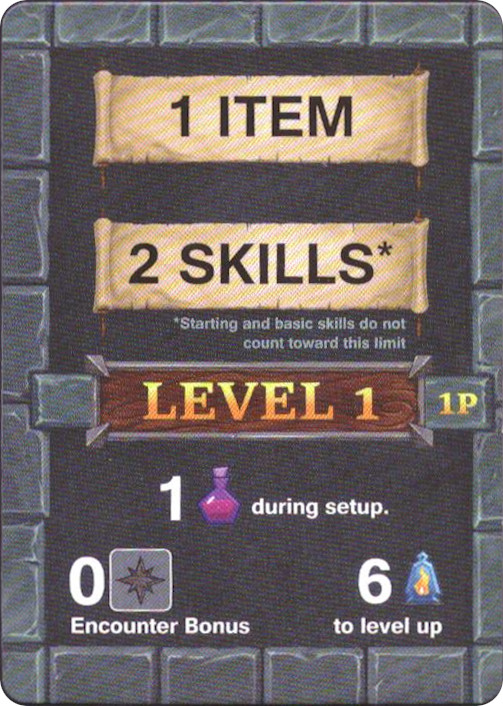 1 ITEM
2 SKILLS*
*Starting and basic skills do not
count toward this limit
LEVEL 1 1P
1 during setup.
0 6
Encounter Bonus to level up